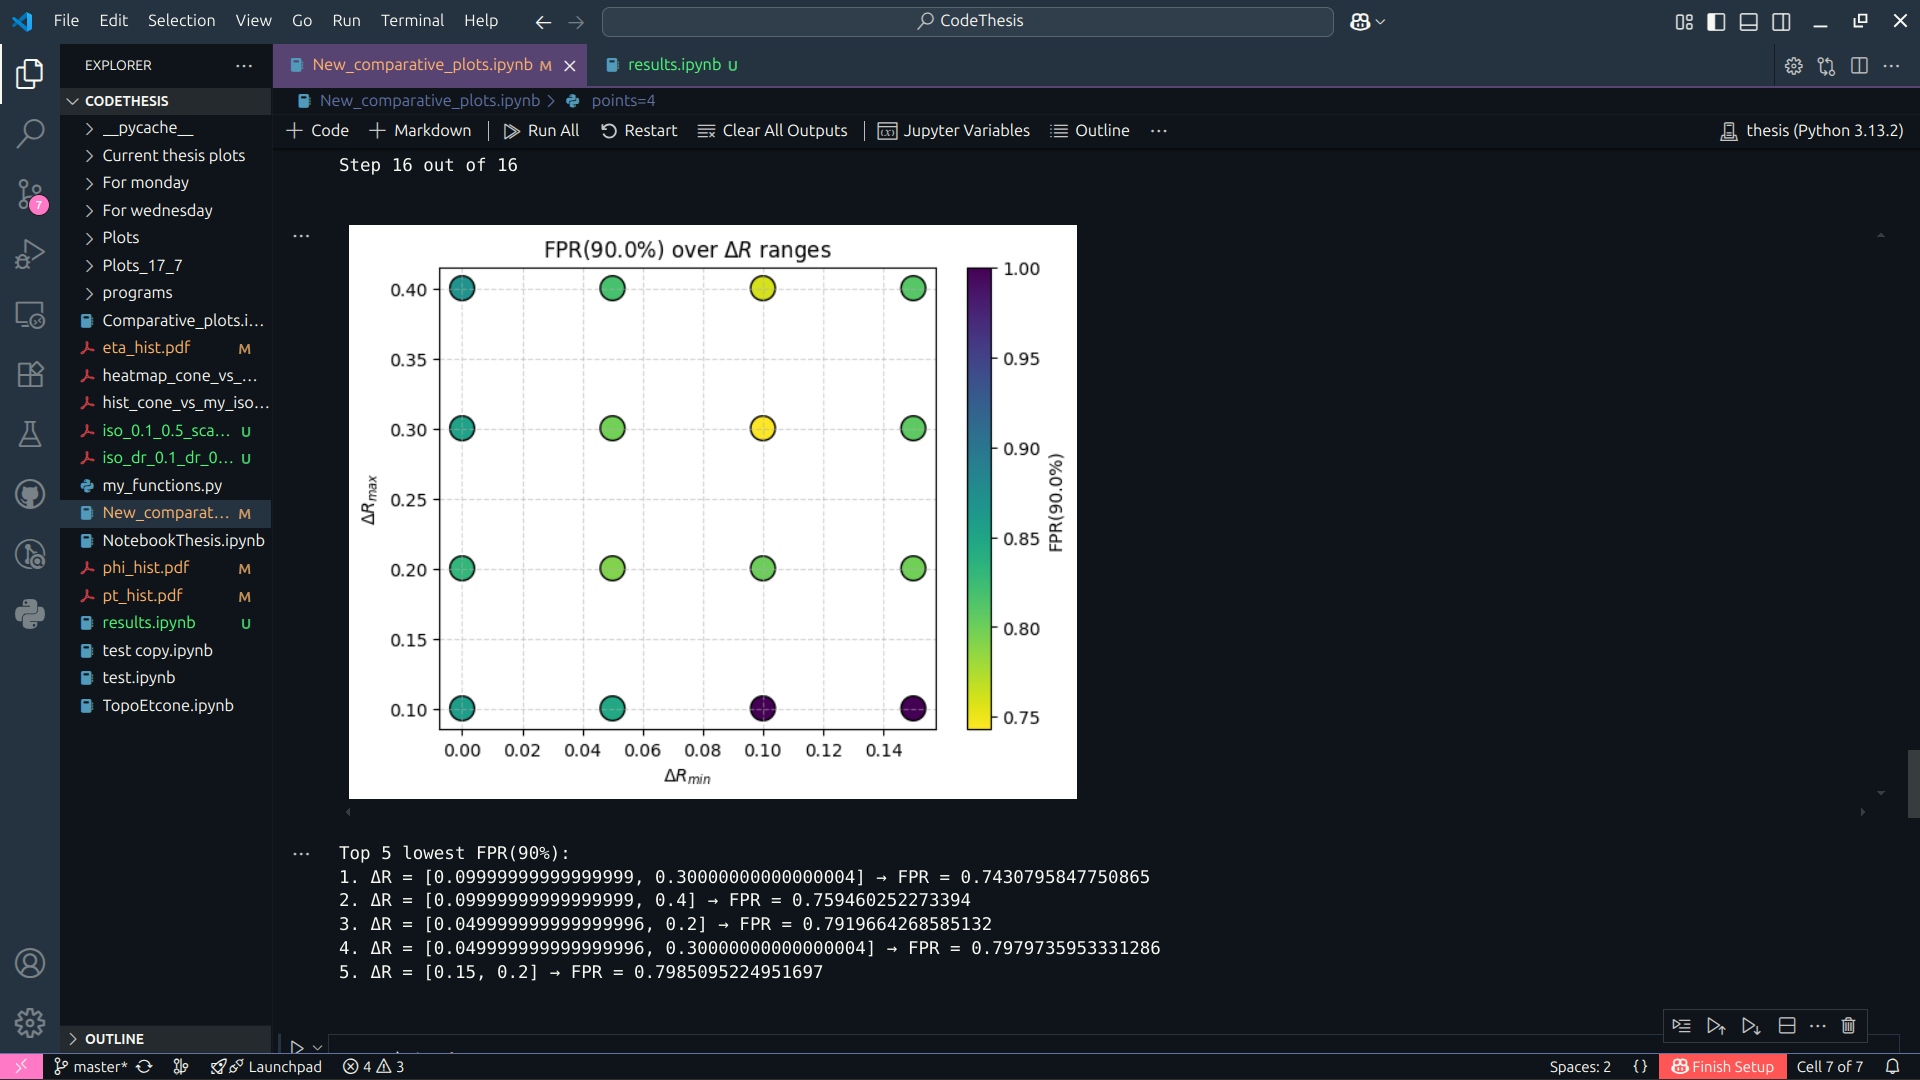 File Edit Selection View Go Run Terminal Help
CodeThesis
EXPLORER
New_comparative_plots.ipynb M
results.ipynb U
CODETHESIS
New_comparative_plots.ipynb > points=4
Code Markdown Run All Restart Clear All Outputs Jupyter Variables Outline
thesis (Python 3.13.2)
__pycache__
Current thesis plots
For monday
For wednesday
Plots
Plots_17_7
programs
Comparative_plots.i...
eta_hist.pdf M
heatmap_cone_vs_...
hist_cone_vs_my_iso...
iso_0.1_0.5_sca... U
iso_dr_0.1_dr_0... U
my_functions.py
New_comparat... M
NotebookThesis.ipynb
phi_hist.pdf M
pt_hist.pdf M
results.ipynb U
test copy.ipynb
test.ipynb
TopoEtcone.ipynb
7
Step 16 out of 16
FPR(90.0%) over ΔR ranges
0.40
0.35
0.30
0.25
0.20
0.15
0.10
ΔRmax
0.00 0.02 0.04 0.06 0.08 0.10 0.12 0.14
ΔRmin
1.00
0.95
0.90
0.85
0.80
0.75
FPR(90.0%)
Top 5 lowest FPR(90%):
1. ΔR = [0.09999999999999999, 0.30000000000000004] → FPR = 0.7430795847750865
2. ΔR = [0.09999999999999999, 0.4] → FPR = 0.759460252273394
3. ΔR = [0.049999999999999996, 0.2] → FPR = 0.7919664268585132
4. ΔR = [0.049999999999999996, 0.30000000000000004] → FPR = 0.7979735953331286
5. ΔR = [0.15, 0.2] → FPR = 0.7985095224951697
OUTLINE
master* Launchpad 4 3
Spaces: 2 {} Finish Setup Cell 7 of 7